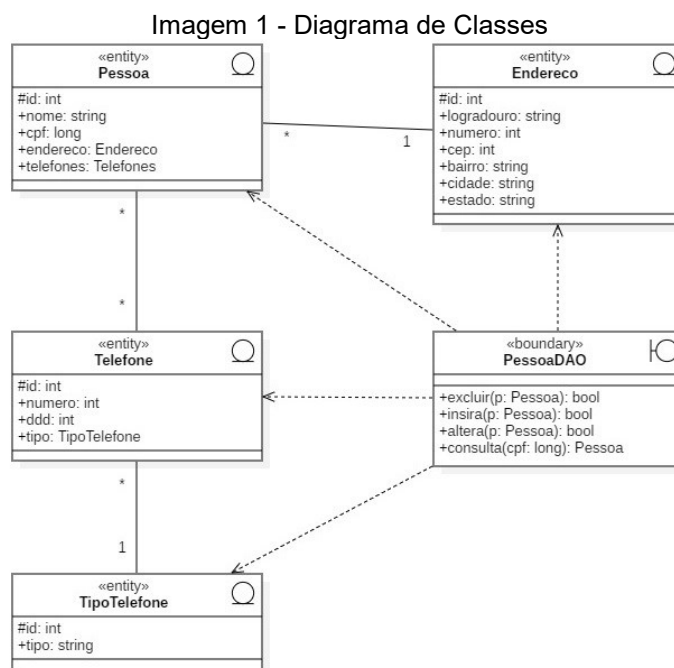 Imagem 1 - Diagrama de Classes
«entity»
Pessoa
#id: int
+nome: string
+cpf: long
+endereco: Endereco
+telefones: Telefones
«entity»
Endereco
#id: int
+logradouro: string
+numero: int
+cep: int
+bairro: string
+cidade: string
+estado: string
*
1
*
*
«entity»
Telefone
#id: int
+numero: int
+ddd: int
+tipo: TipoTelefone
«boundary»
PessoaDAO
+excluir(p: Pessoa): bool
+insira(p: Pessoa): bool
+altera(p: Pessoa): bool
+consulta(cpf: long): Pessoa
*
1
«entity»
TipoTelefone
#id: int
+tipo: string